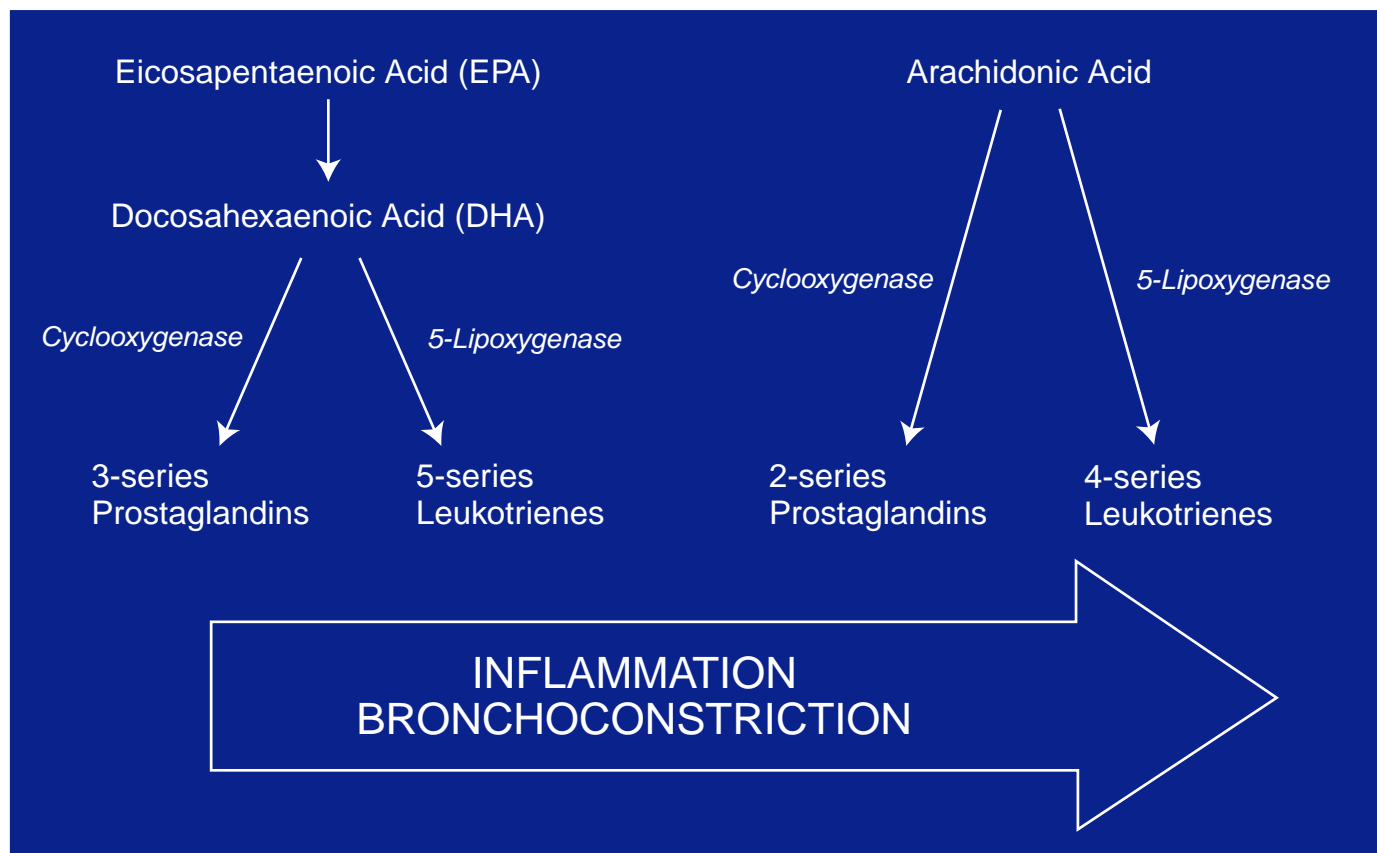 Eicosapentaenoic Acid (EPA)
Arachidonic Acid
Docosahexaenoic Acid (DHA)
Cyclooxygenase
5-Lipoxygenase
Cyclooxygenase
5-Lipoxygenase
3-series
Prostaglandins
5-series
Leukotrienes
2-series
Prostaglandins
4-series
Leukotrienes
INFLAMMATION
BRONCHOCONSTRICTION